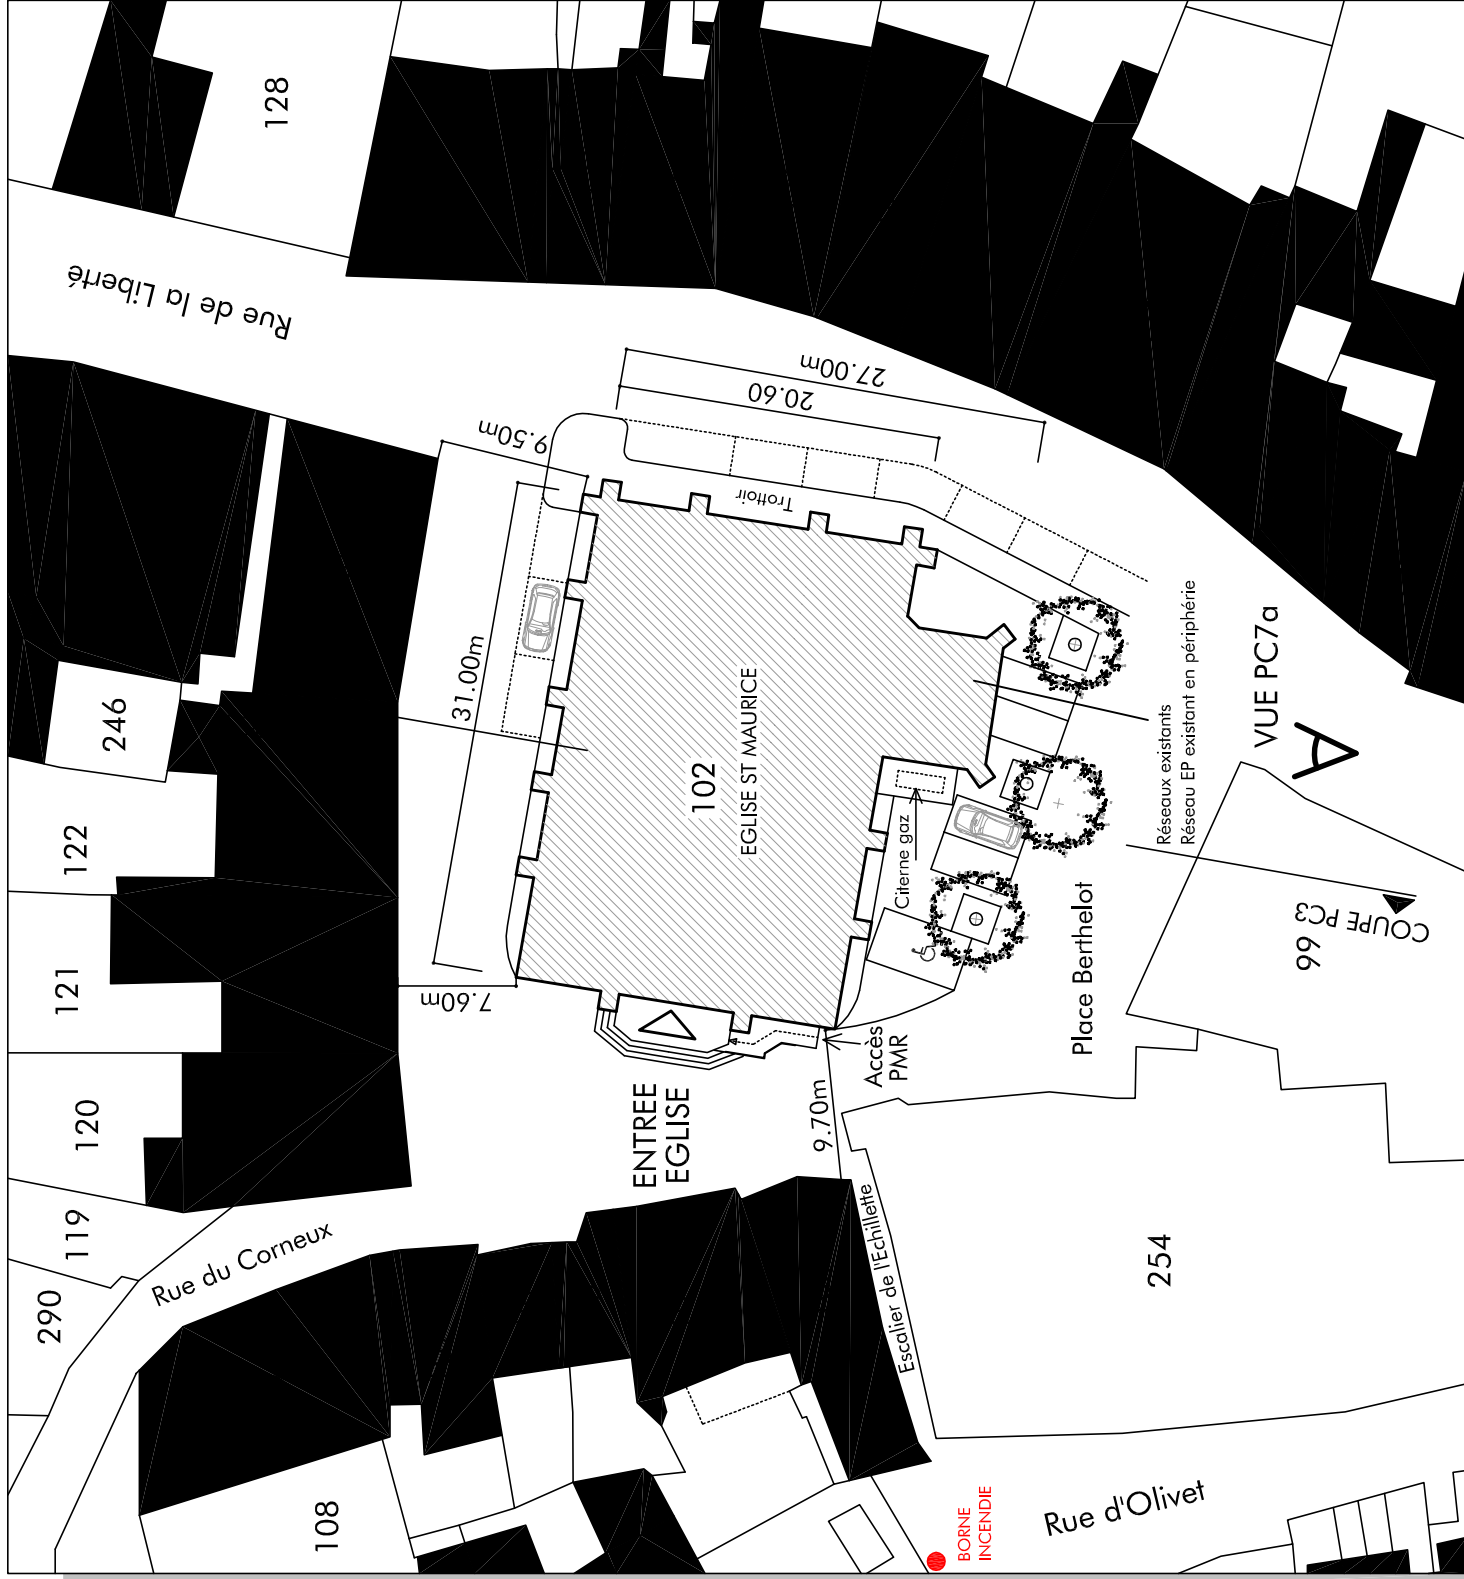 128
Rue de la Liberté
9.50m
27.00m
20.60
Trottoir
31.00m
246
122
121
120
119
290
102
EGLISE ST MAURICE
Citerne gaz
7.60m
ENTREE
EGLISE
Accès
PMR
9.70m
Réseaux existants
Réseau EP existant en périphérie
VUE PC7a
COUPE PC3
99
Place Berthelot
Rue du Corneux
Escalier de l'Echillette
254
108
BORNE
INCENDIE
Rue d'Olivet